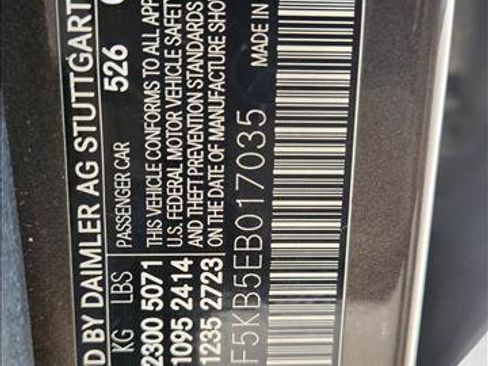 D BY DAIMLER AG STUTTGART
KG LBS PASSENGER CAR 526
2300 5071 THIS VEHICLE CONFORMS TO ALL APP
1095 2414 U.S. FEDERAL MOTOR VEHICLE SAFETY
1235 2723 AND THEFT PREVENTION STANDARDS
ON THE DATE OF MANUFACTURE SHO
F5KB5EB017035 MADE IN